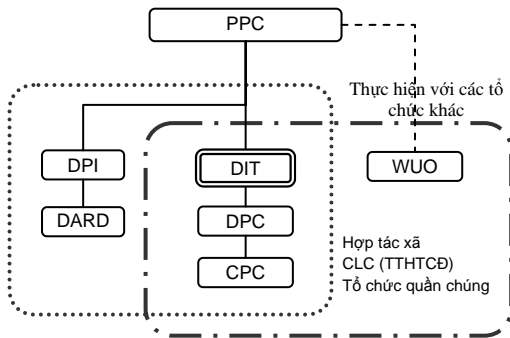 PPC
Thực hiện với các tổ
chức khác
DPI
DIT
WUO
DARD
DPC
CPC
Hợp tác xã
CLC (TTHTCĐ)
Tổ chức quần chúng